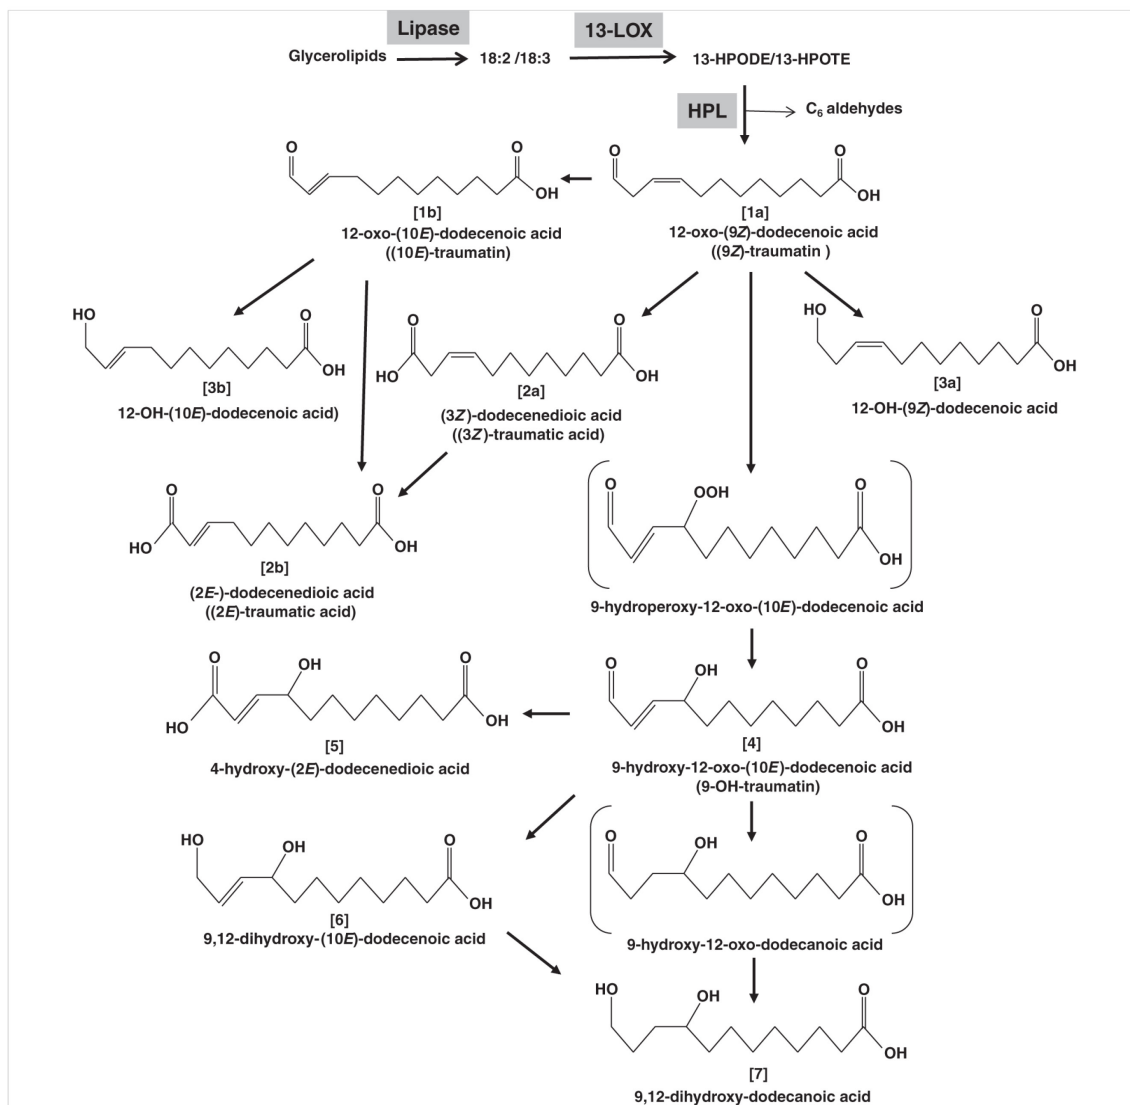 Lipase
13-LOX
Glycerolipids
18:2 /18:3
13-HPODE/13-HPOTE
HPL
C6 aldehydes
O
O
OH
[1b]
12-oxo-(10E)-dodecenoic acid
((10E)-traumatin)
O
O
OH
[1a]
12-oxo-(9Z)-dodecenoic acid
((9Z)-traumatin )
HO
O
OH
[3b]
12-OH-(10E)-dodecenoic acid)
O
HO
O
OH
[2a]
(3Z)-dodecenedioic acid
((3Z)-traumatic acid)
HO
O
OH
[3a]
12-OH-(9Z)-dodecenoic acid
O
HO
O
OH
[2b]
(2E-)-dodecenedioic acid
((2E)-traumatic acid)
O
OOH
O
OH
9-hydroperoxy-12-oxo-(10E)-dodecenoic acid
O
HO
OH
O
OH
[5]
4-hydroxy-(2E)-dodecenedioic acid
O
OH
O
OH
[4]
9-hydroxy-12-oxo-(10E)-dodecenoic acid
(9-OH-traumatin)
HO
OH
O
OH
[6]
9,12-dihydroxy-(10E)-dodecenoic acid
O
OH
O
OH
9-hydroxy-12-oxo-dodecanoic acid
HO
OH
O
OH
[7]
9,12-dihydroxy-dodecanoic acid